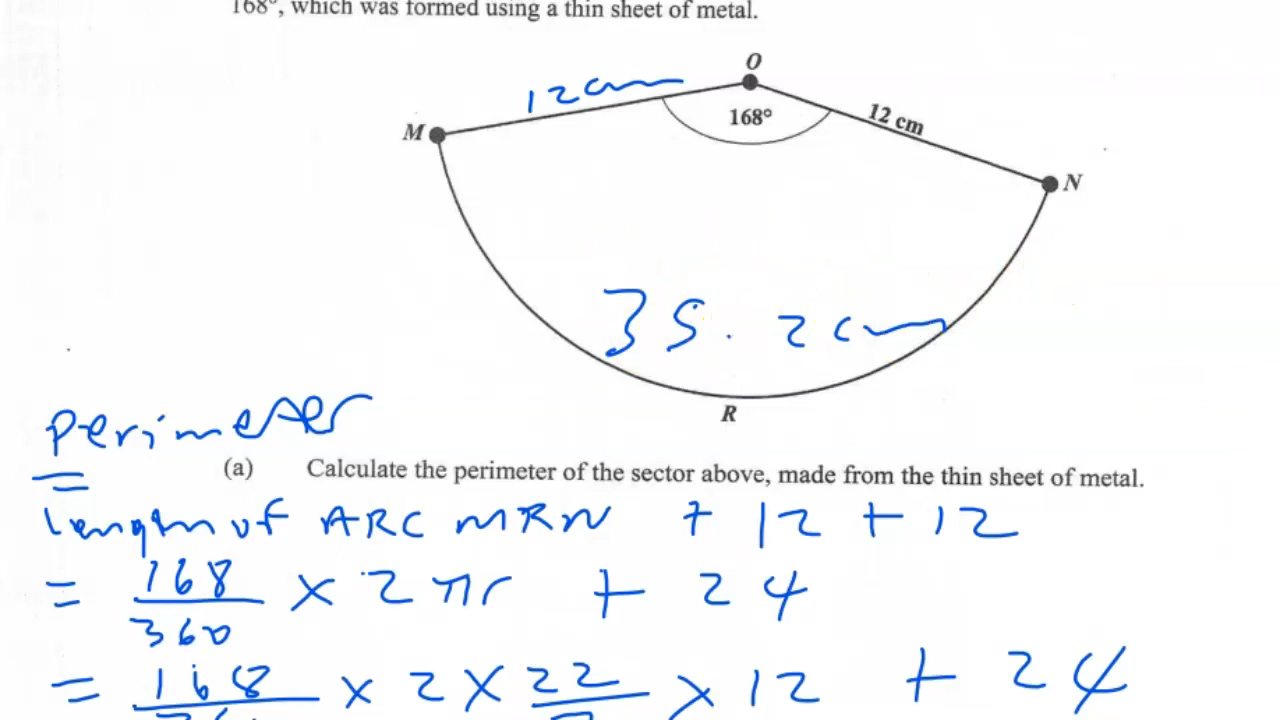 168°, which was formed using a thin sheet of metal.
O
12cm
168°
12 cm
M
N
35.2cm
R
Perimeter
(a) Calculate the perimeter of the sector above, made from the thin sheet of metal.
= length of ARC MRN + 12 + 12
= 168/360 × 2πr + 24
= 168/360 × 2 × 22/7 × 12 + 24